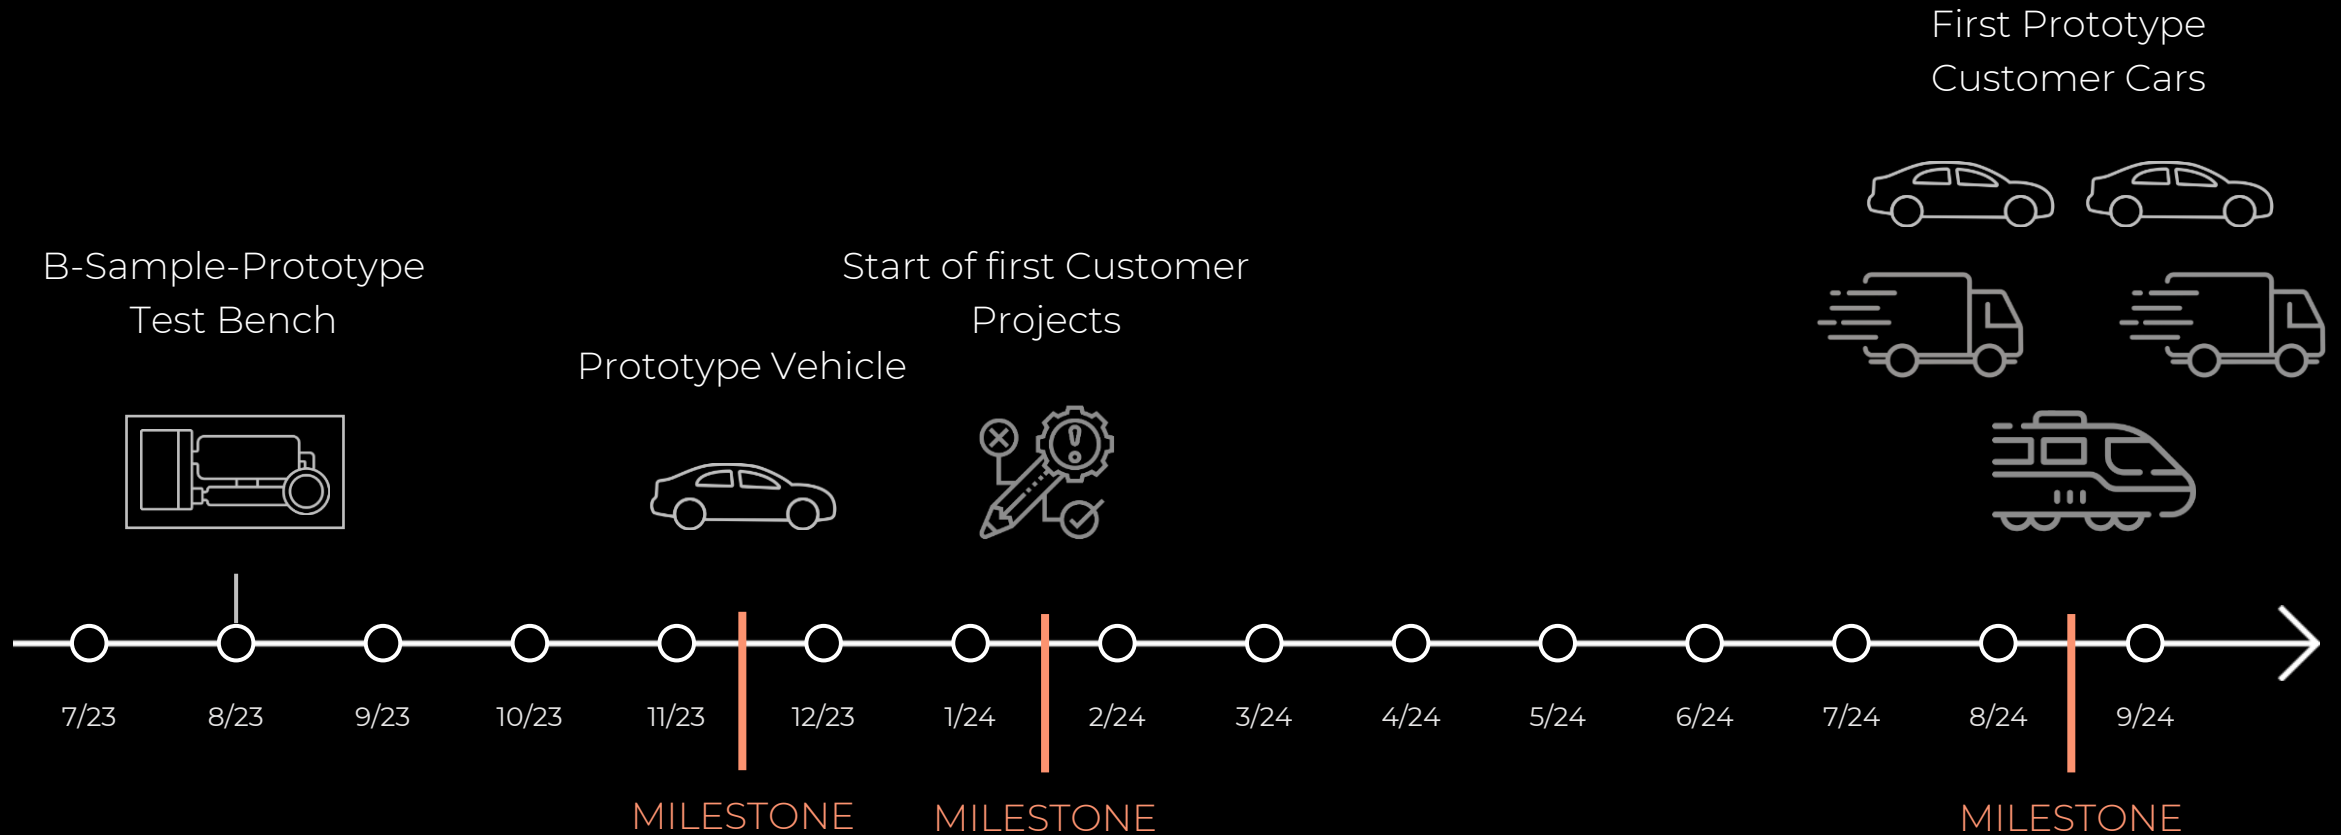 First Prototype
Customer Cars
B-Sample-Prototype
Test Bench
Start of first Customer
Projects
Prototype Vehicle
7/23
8/23
9/23
10/23
11/23
12/23
1/24
2/24
3/24
4/24
5/24
6/24
7/24
8/24
9/24
MILESTONE
MILESTONE
MILESTONE